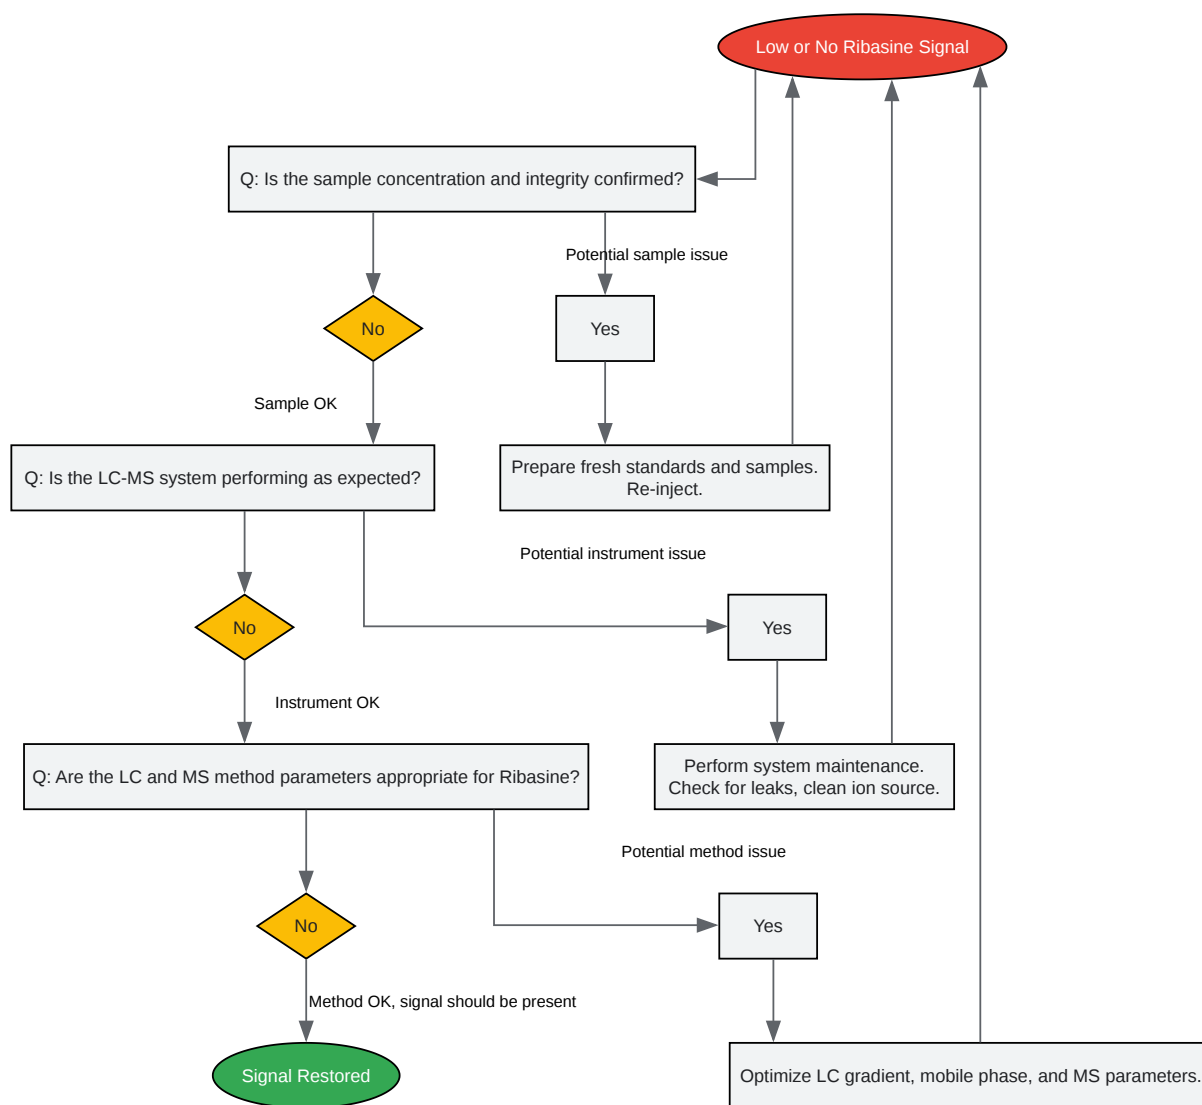 Low or No Ribasine Signal
Q: Is the sample concentration and integrity confirmed?
Potential sample issue
No
Yes
Sample OK
Q: Is the LC-MS system performing as expected?
Prepare fresh standards and samples.
Re-inject.
Potential instrument issue
No
Yes
Instrument OK
Q: Are the LC and MS method parameters appropriate for Ribasine?
Perform system maintenance.
Check for leaks, clean ion source.
Potential method issue
No
Yes
Method OK, signal should be present
Signal Restored
Optimize LC gradient, mobile phase, and MS parameters.